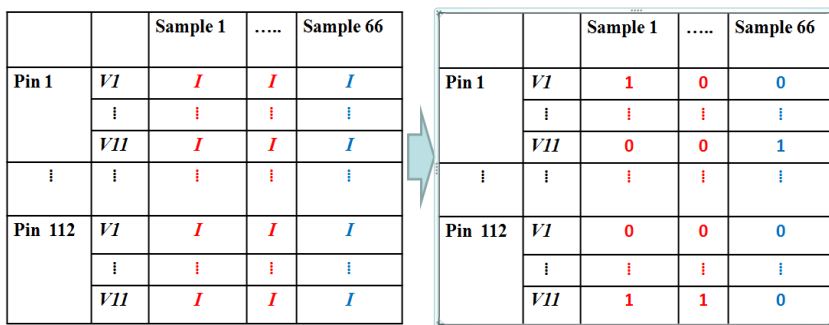 Sample 1 ..... Sample 66
Pin 1 V1 I I I
⁞ ⁞ ⁞ ⁞
V11 I I I
⁞ ⁞ ⁞ ⁞ ⁞
Pin 112 V1 I I I
⁞ ⁞ ⁞ ⁞
V11 I I I
Sample 1 ..... Sample 66
Pin 1 V1 1 0 0
⁞ ⁞ ⁞ ⁞
V11 0 0 1
⁞ ⁞ ⁞ ⁞ ⁞
Pin 112 V1 0 0 0
⁞ ⁞ ⁞ ⁞
V11 1 1 0